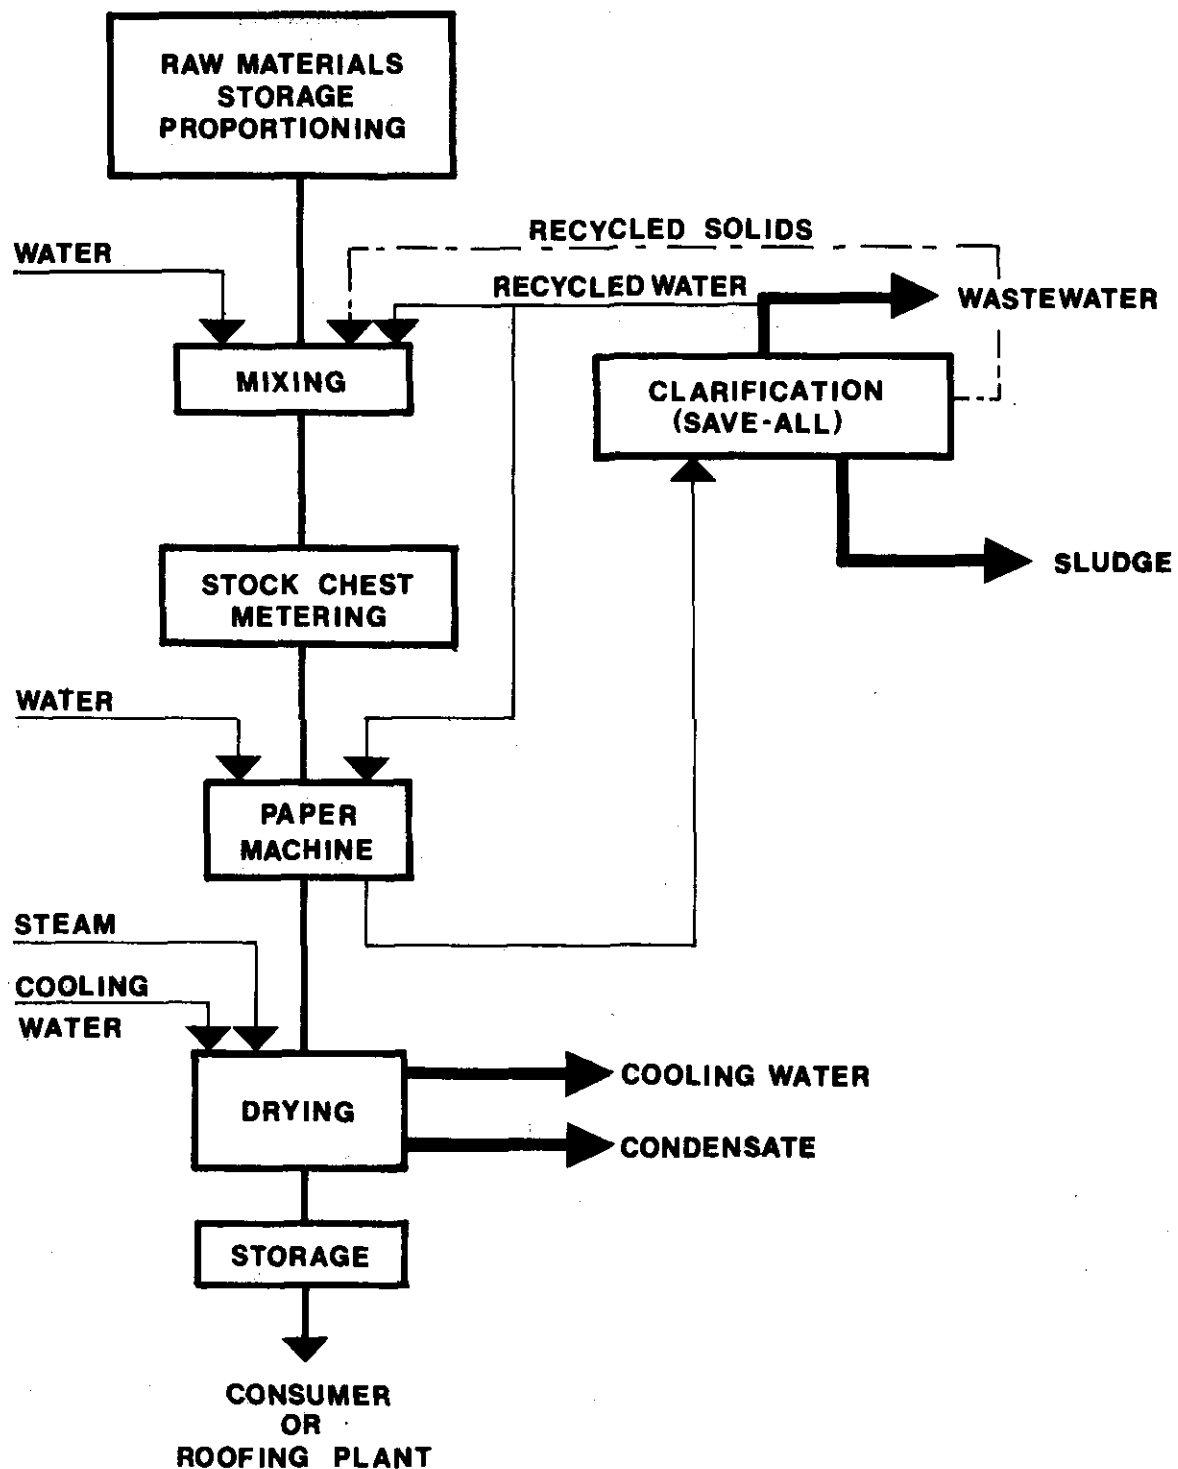 RAW MATERIALS
STORAGE
PROPORTIONING
RECYCLED SOLIDS
WATER
RECYCLED WATER
WASTEWATER
MIXING
CLARIFICATION
(SAVE-ALL)
SLUDGE
STOCK CHEST
METERING
WATER
PAPER
MACHINE
STEAM
COOLING
WATER
COOLING WATER
DRYING
CONDENSATE
STORAGE
CONSUMER
OR
ROOFING PLANT